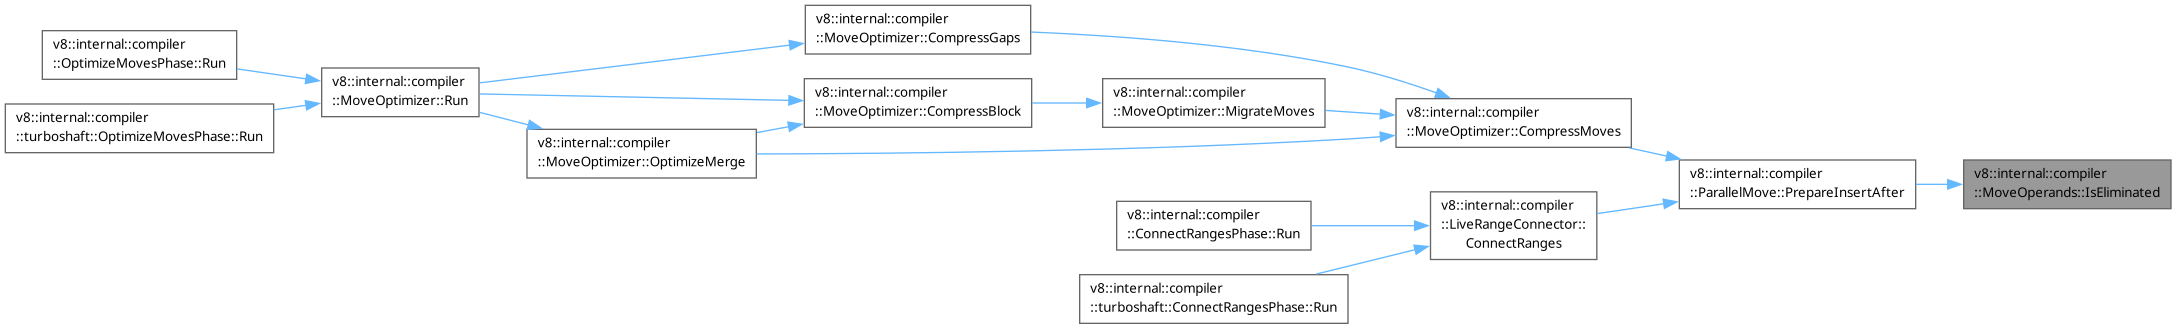 v8::internal::compiler
::OptimizeMovesPhase::Run
v8::internal::compiler
::turboshaft::OptimizeMovesPhase::Run
v8::internal::compiler
::MoveOptimizer::Run
v8::internal::compiler
::MoveOptimizer::CompressGaps
v8::internal::compiler
::MoveOptimizer::CompressBlock
v8::internal::compiler
::MoveOptimizer::OptimizeMerge
v8::internal::compiler
::MoveOptimizer::MigrateMoves
v8::internal::compiler
::MoveOptimizer::CompressMoves
v8::internal::compiler
::ParallelMove::PrepareInsertAfter
v8::internal::compiler
::MoveOperands::IsEliminated
v8::internal::compiler
::LiveRangeConnector::
ConnectRanges
v8::internal::compiler
::ConnectRangesPhase::Run
v8::internal::compiler
::turboshaft::ConnectRangesPhase::Run